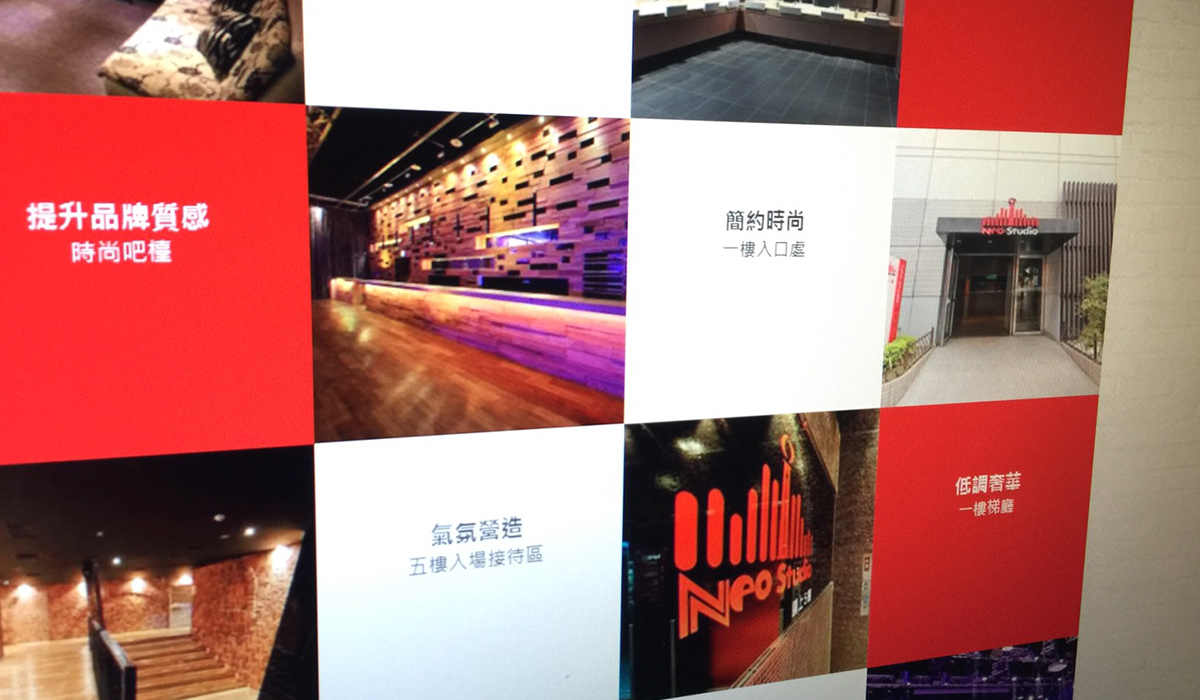 提升品牌質感
時尚吧檯
簡約時尚
一樓入口處
Neo Studio
氣氛營造
五樓入場接待區
Neo Studio
低調奢華
一樓梯廳